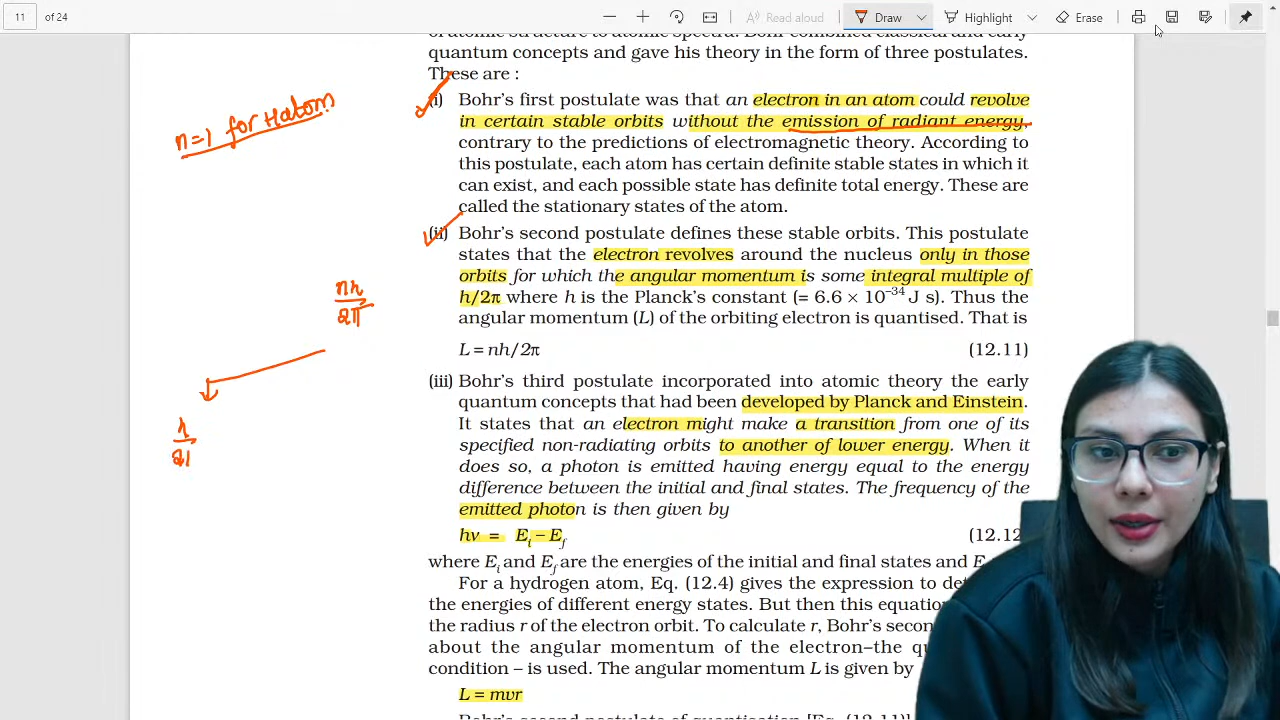 11 of 24
Read aloud
Draw
Highlight
Erase
quantum concepts and gave his theory in the form of three postulates.
These are :
(i) Bohr's first postulate was that an electron in an atom could revolve
in certain stable orbits without the emission of radiant energy,
contrary to the predictions of electromagnetic theory. According to
this postulate, each atom has certain definite stable states in which it
can exist, and each possible state has definite total energy. These are
called the stationary states of the atom.
(ii) Bohr's second postulate defines these stable orbits. This postulate
states that the electron revolves around the nucleus only in those
orbits for which the angular momentum is some integral multiple of
h/2π where h is the Planck's constant (= 6.6 × 10⁻³⁴ J s). Thus the
angular momentum (L) of the orbiting electron is quantised. That is
L = nh/2π (12.11)
(iii) Bohr's third postulate incorporated into atomic theory the early
quantum concepts that had been developed by Planck and Einstein.
It states that an electron might make a transition from one of its
specified non-radiating orbits to another of lower energy. When it
does so, a photon is emitted having energy equal to the energy
difference between the initial and final states. The frequency of the
emitted photon is then given by
hν = Ei – Ef (12.12
where Ei and Ef are the energies of the initial and final states and E
For a hydrogen atom, Eq. (12.4) gives the expression to
the energies of different energy states. But then this equation
the radius r of the electron orbit. To calculate r, Bohr's
about the angular momentum of the electron–the
condition – is used. The angular momentum L is given by
L = mvr
Bohr's second postulate of quantisation [Eq. (12.11)]
n=1 for H atom
nh
2π
h